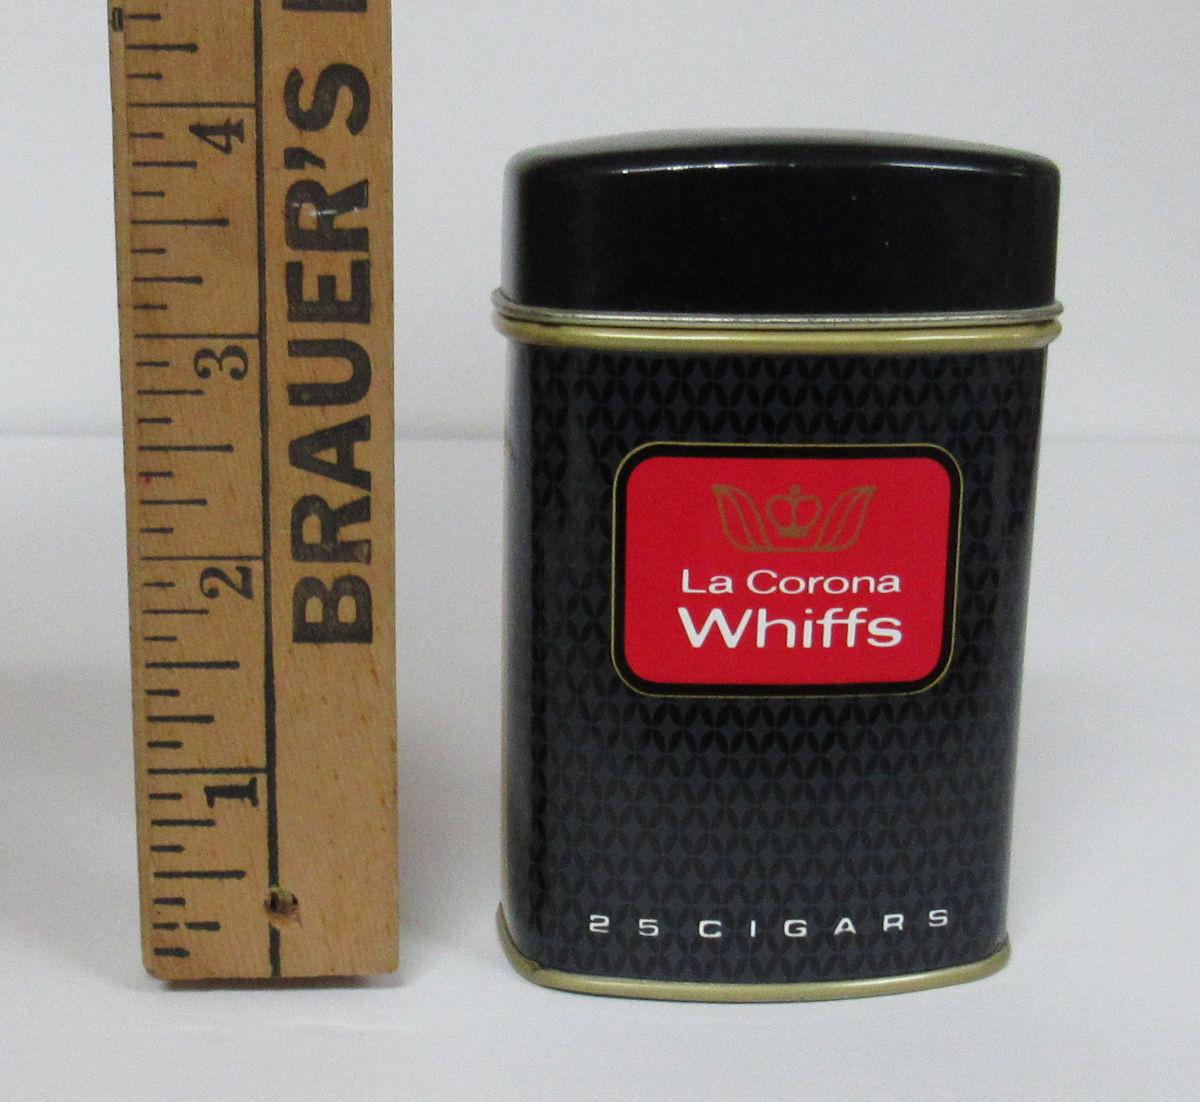 4
3
2
1
BRAUER'S
La Corona
Whiffs
25 CIGARS